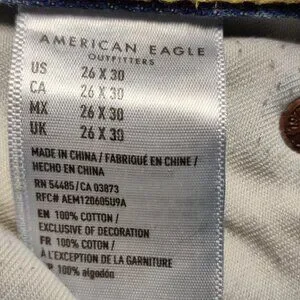 AMERICAN EAGLE
OUTFITTERS
US 26 X 30
CA 26 X 30
MX 26 X 30
UK 26 X 30
MADE IN CHINA / FABRIQUÉ EN CHINE /
HECHO EN CHINA
RN 54485 / CA 03873
RFC# AEM120605U9A
EN 100% COTTON /
EXCLUSIVE OF DECORATION
FR 100% COTON /
À L'EXCEPTION DE LA GARNITURE
100% algodón